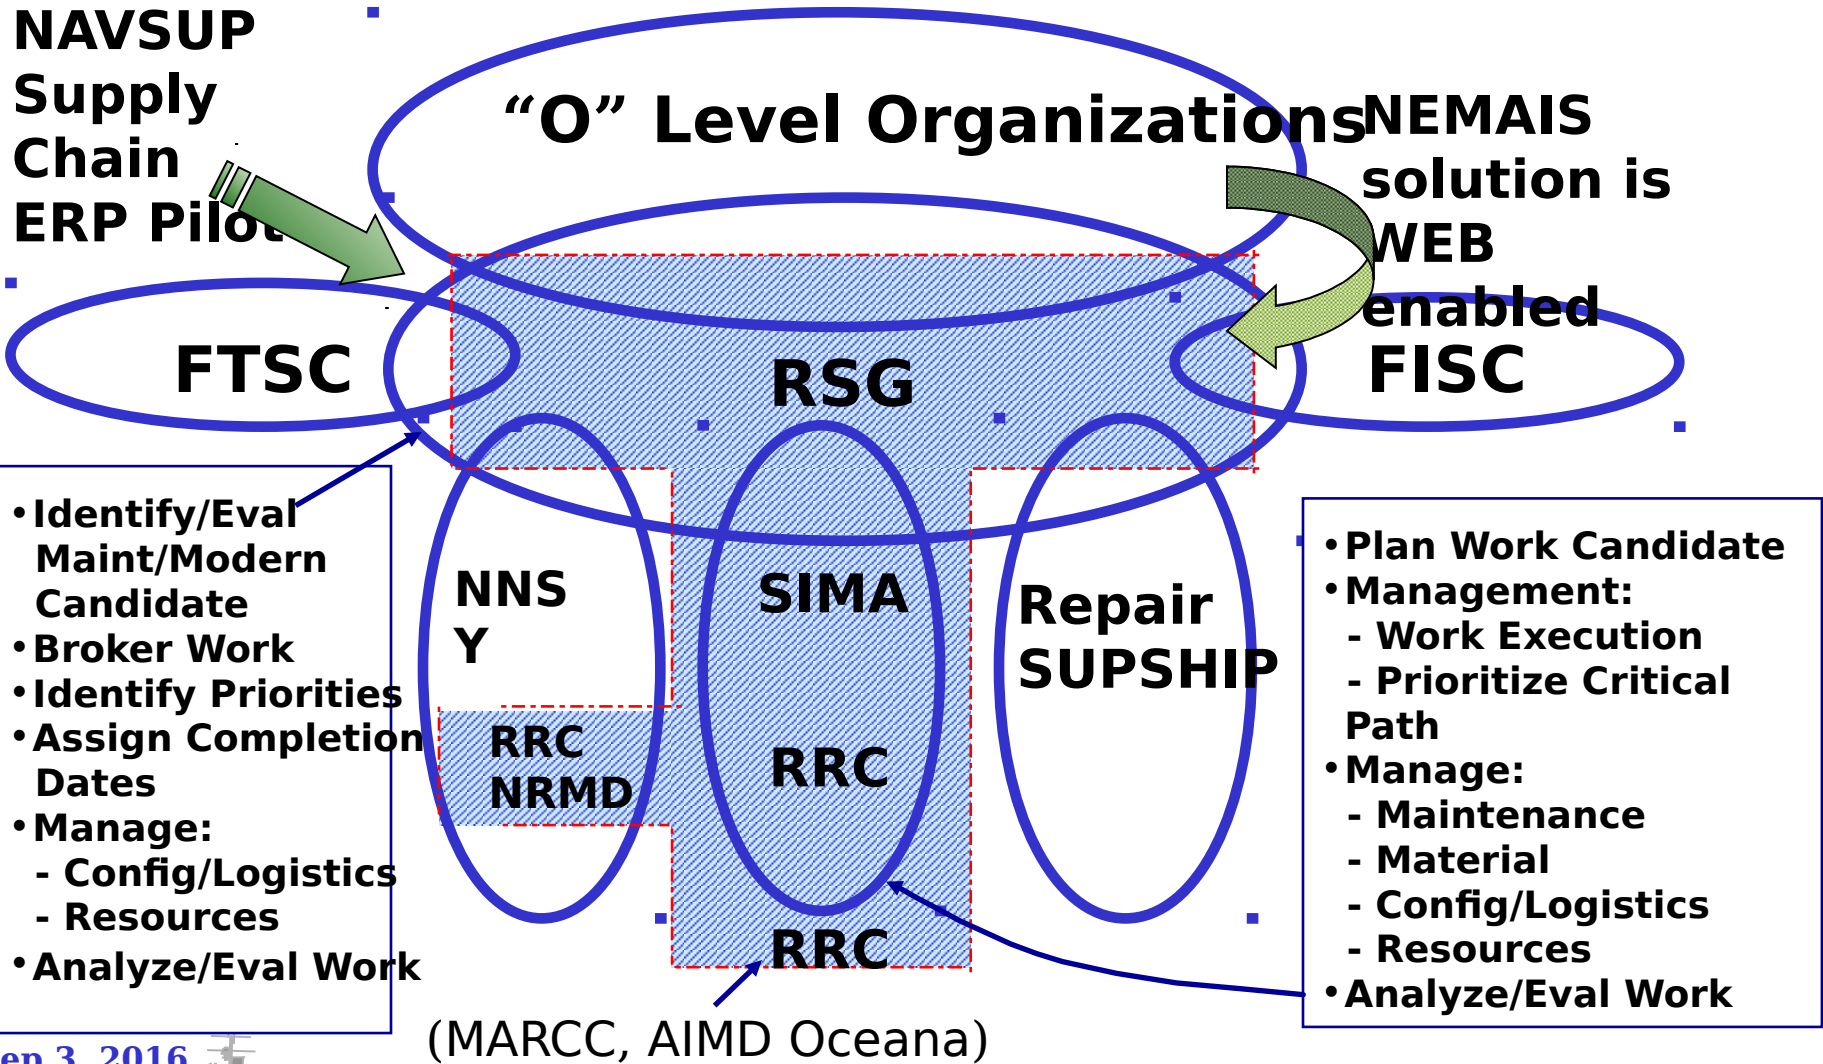 NAVSUP
Supply
Chain
ERP Pilot
“O” Level Organizations
NEMAIS
solution is
WEB
enabled
FTSC
RSG
FISC
•Identify/Eval
Maint/Modern
Candidate
•Broker Work
•Identify Priorities
•Assign Completion
Dates
•Manage:
- Config/Logistics
- Resources
•Analyze/Eval Work
NNS
Y
RRC
NRMD
SIMA
RRC
RRC
Repair
SUPSHIP
•Plan Work Candidate
•Management:
- Work Execution
- Prioritize Critical
Path
•Manage:
- Maintenance
- Material
- Config/Logistics
- Resources
•Analyze/Eval Work
(MARCC, AIMD Oceana)
ep 3, 2016